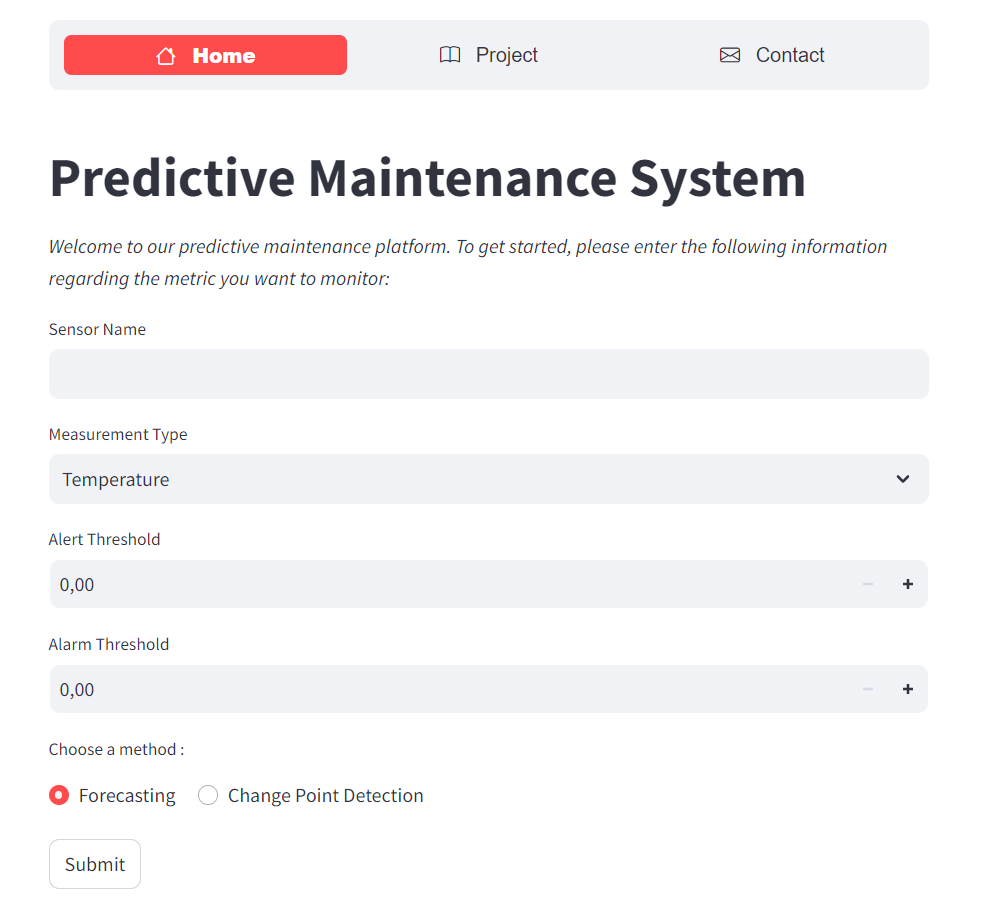 Home Project Contact
Predictive Maintenance System
Welcome to our predictive maintenance platform. To get started, please enter the following information
regarding the metric you want to monitor:
Sensor Name
Measurement Type
Temperature
Alert Threshold
0,00
Alarm Threshold
0,00
Choose a method :
Forecasting Change Point Detection
Submit